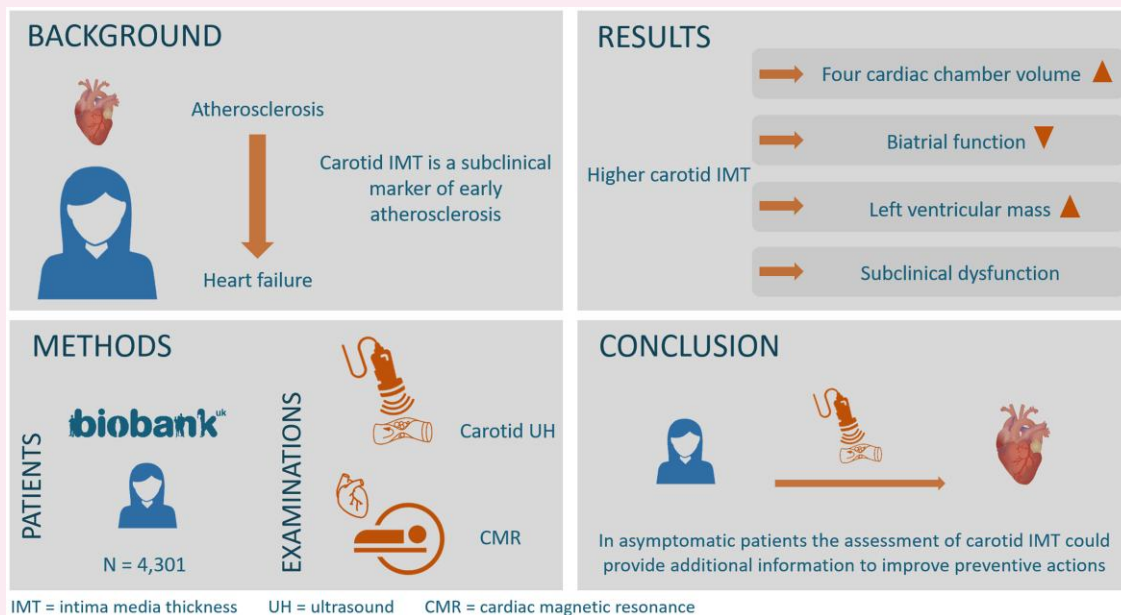 BACKGROUND
Atherosclerosis
Carotid IMT is a subclinical
marker of early
atherosclerosis
Heart failure
RESULTS
Higher carotid IMT
Four cardiac chamber volume
Biatrial function
Left ventricular mass
Subclinical dysfunction
METHODS
PATIENTS
biobank uk
N = 4,301
EXAMINATIONS
Carotid UH
CMR
CONCLUSION
In asymptomatic patients the assessment of carotid IMT could
provide additional information to improve preventive actions
IMT = intima media thickness UH = ultrasound CMR = cardiac magnetic resonance